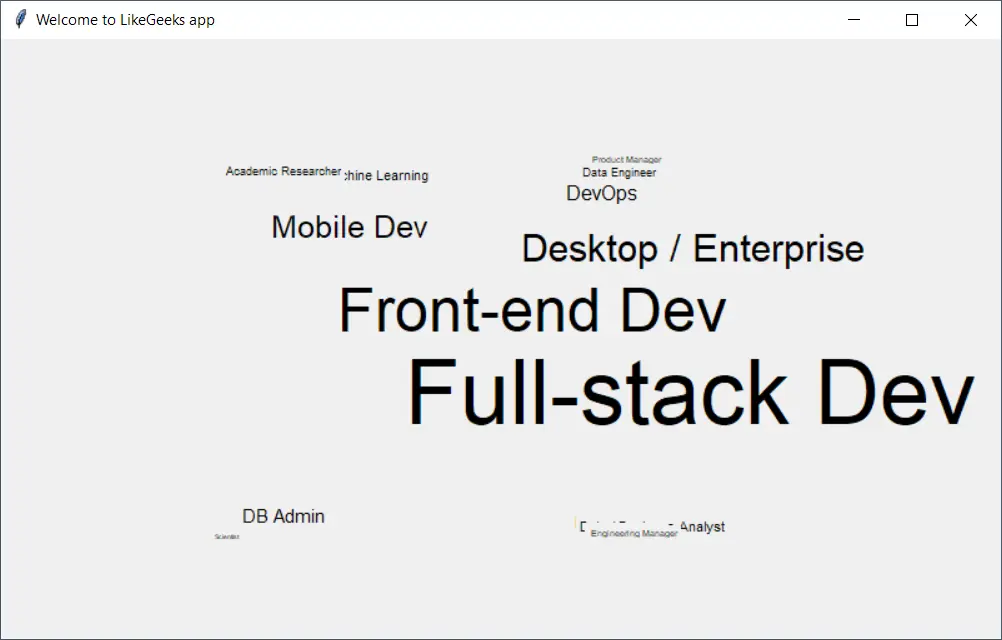 Welcome to LikeGeeks app
Product Manager
Academic Researcher chine Learning
Data Engineer
DevOps
Mobile Dev
Desktop / Enterprise
Front-end Dev
Full-stack Dev
DB Admin
Analyst
Engineering Manager
Scientist